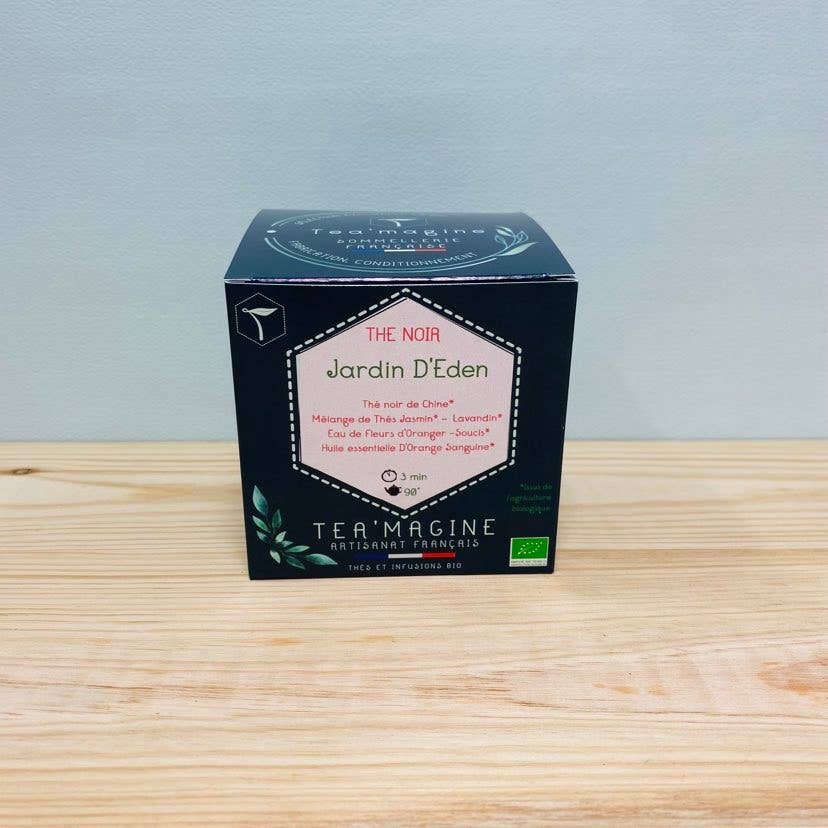 Tea'magine
SOMMELLERIE
FRANÇAISE
FABRICATION, CONDITIONNEMENT
THE NOIR
Jardin D'Eden
Thé noir de Chine*
Mélange de Thés Jasmin* - Lavandin*
Eau de Fleurs d'Oranger -Soucis*
Huile essentielle D'Orange Sanguine*
3 min
90°
*Issue de
l'agriculture
biologique
TEA'MAGINE
ARTISANAT FRANÇAIS
THÉS ET INFUSIONS BIO